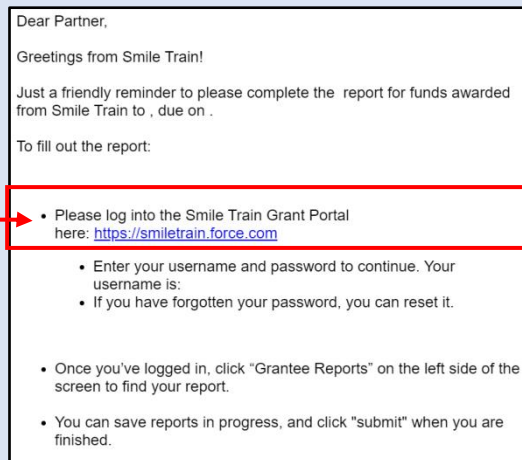 Dear Partner,
Greetings from Smile Train!
Just a friendly reminder to please complete the report for funds awarded
from Smile Train to , due on .
To fill out the report:
• Please log into the Smile Train Grant Portal
here: https://smiletrain.force.com
• Enter your username and password to continue. Your
username is:
• If you have forgotten your password, you can reset it.
• Once you've logged in, click "Grantee Reports" on the left side of the
screen to find your report.
• You can save reports in progress, and click "submit" when you are
finished.